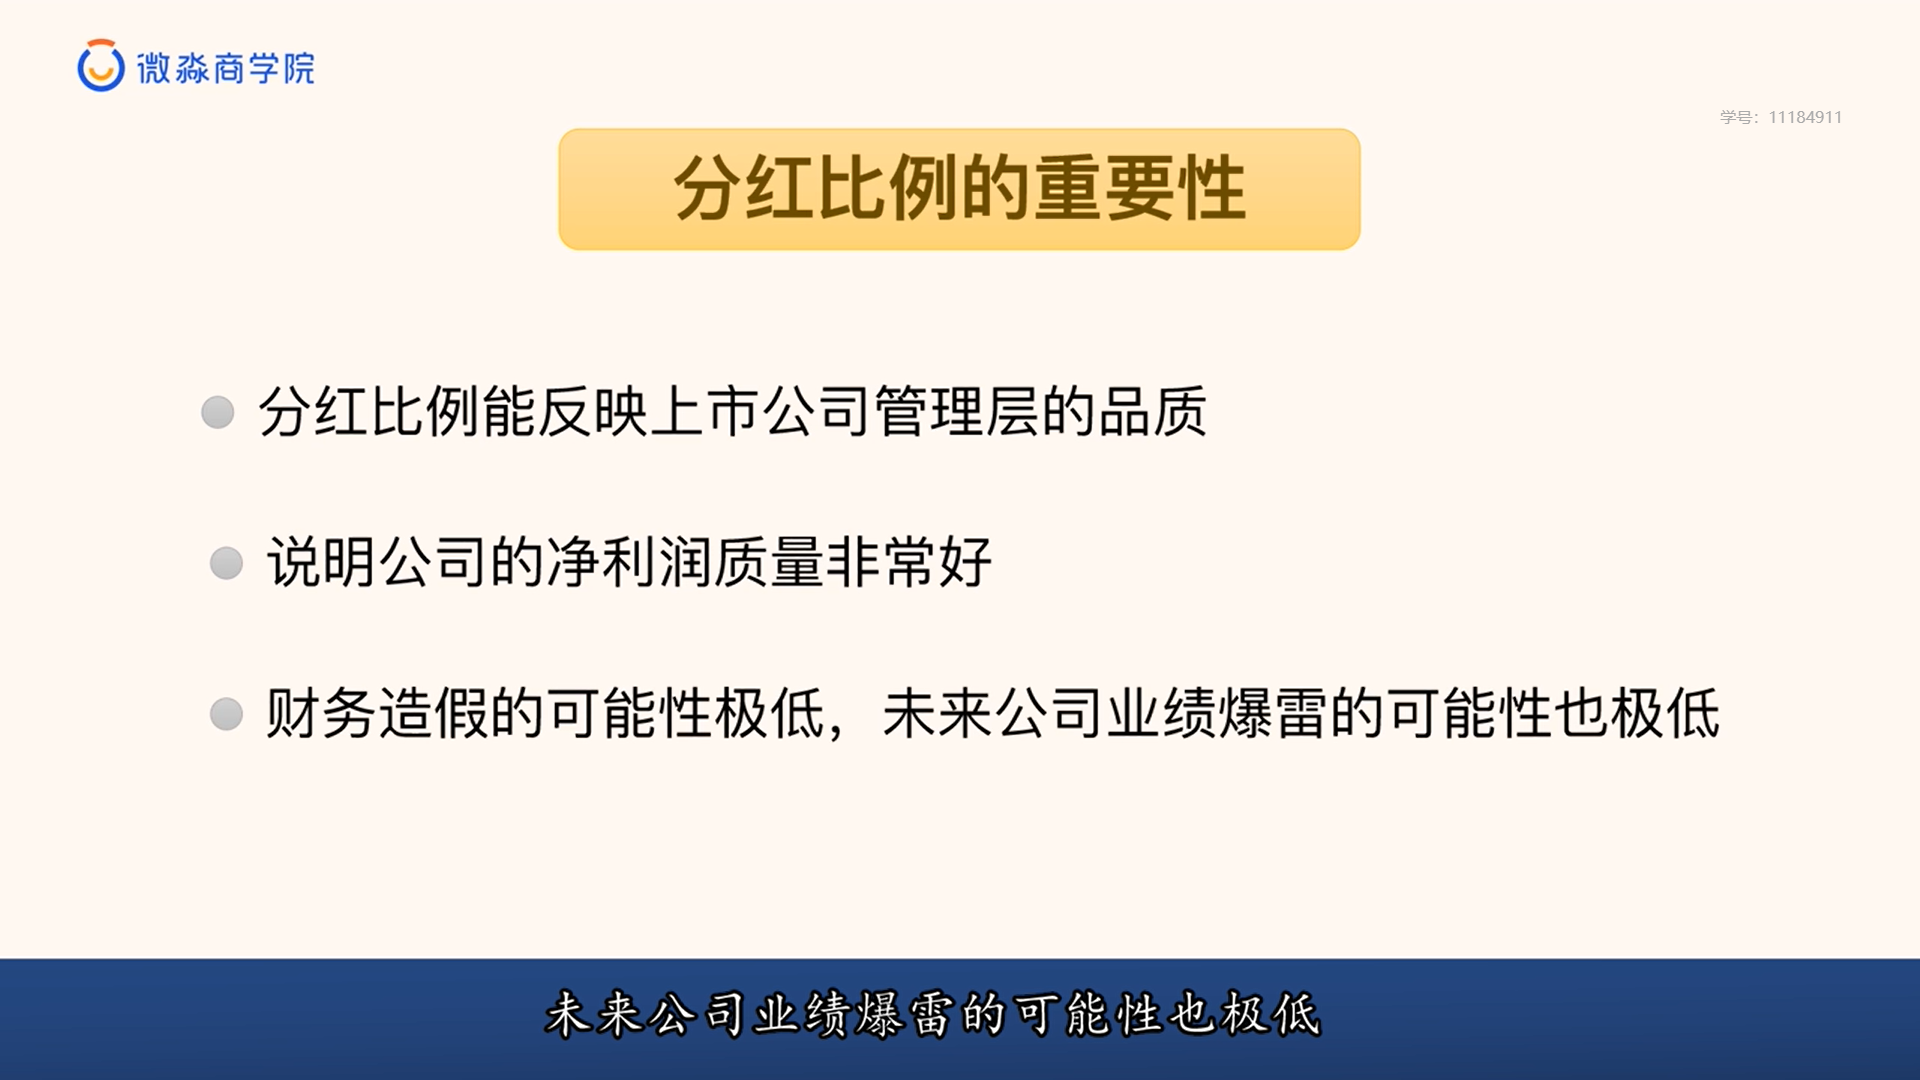 微淼商学院
学号：11184911
分红比例的重要性
分红比例能反映上市公司管理层的品质
说明公司的净利润质量非常好
财务造假的可能性极低，未来公司业绩爆雷的可能性也极低
未来公司业绩爆雷的可能性也极低